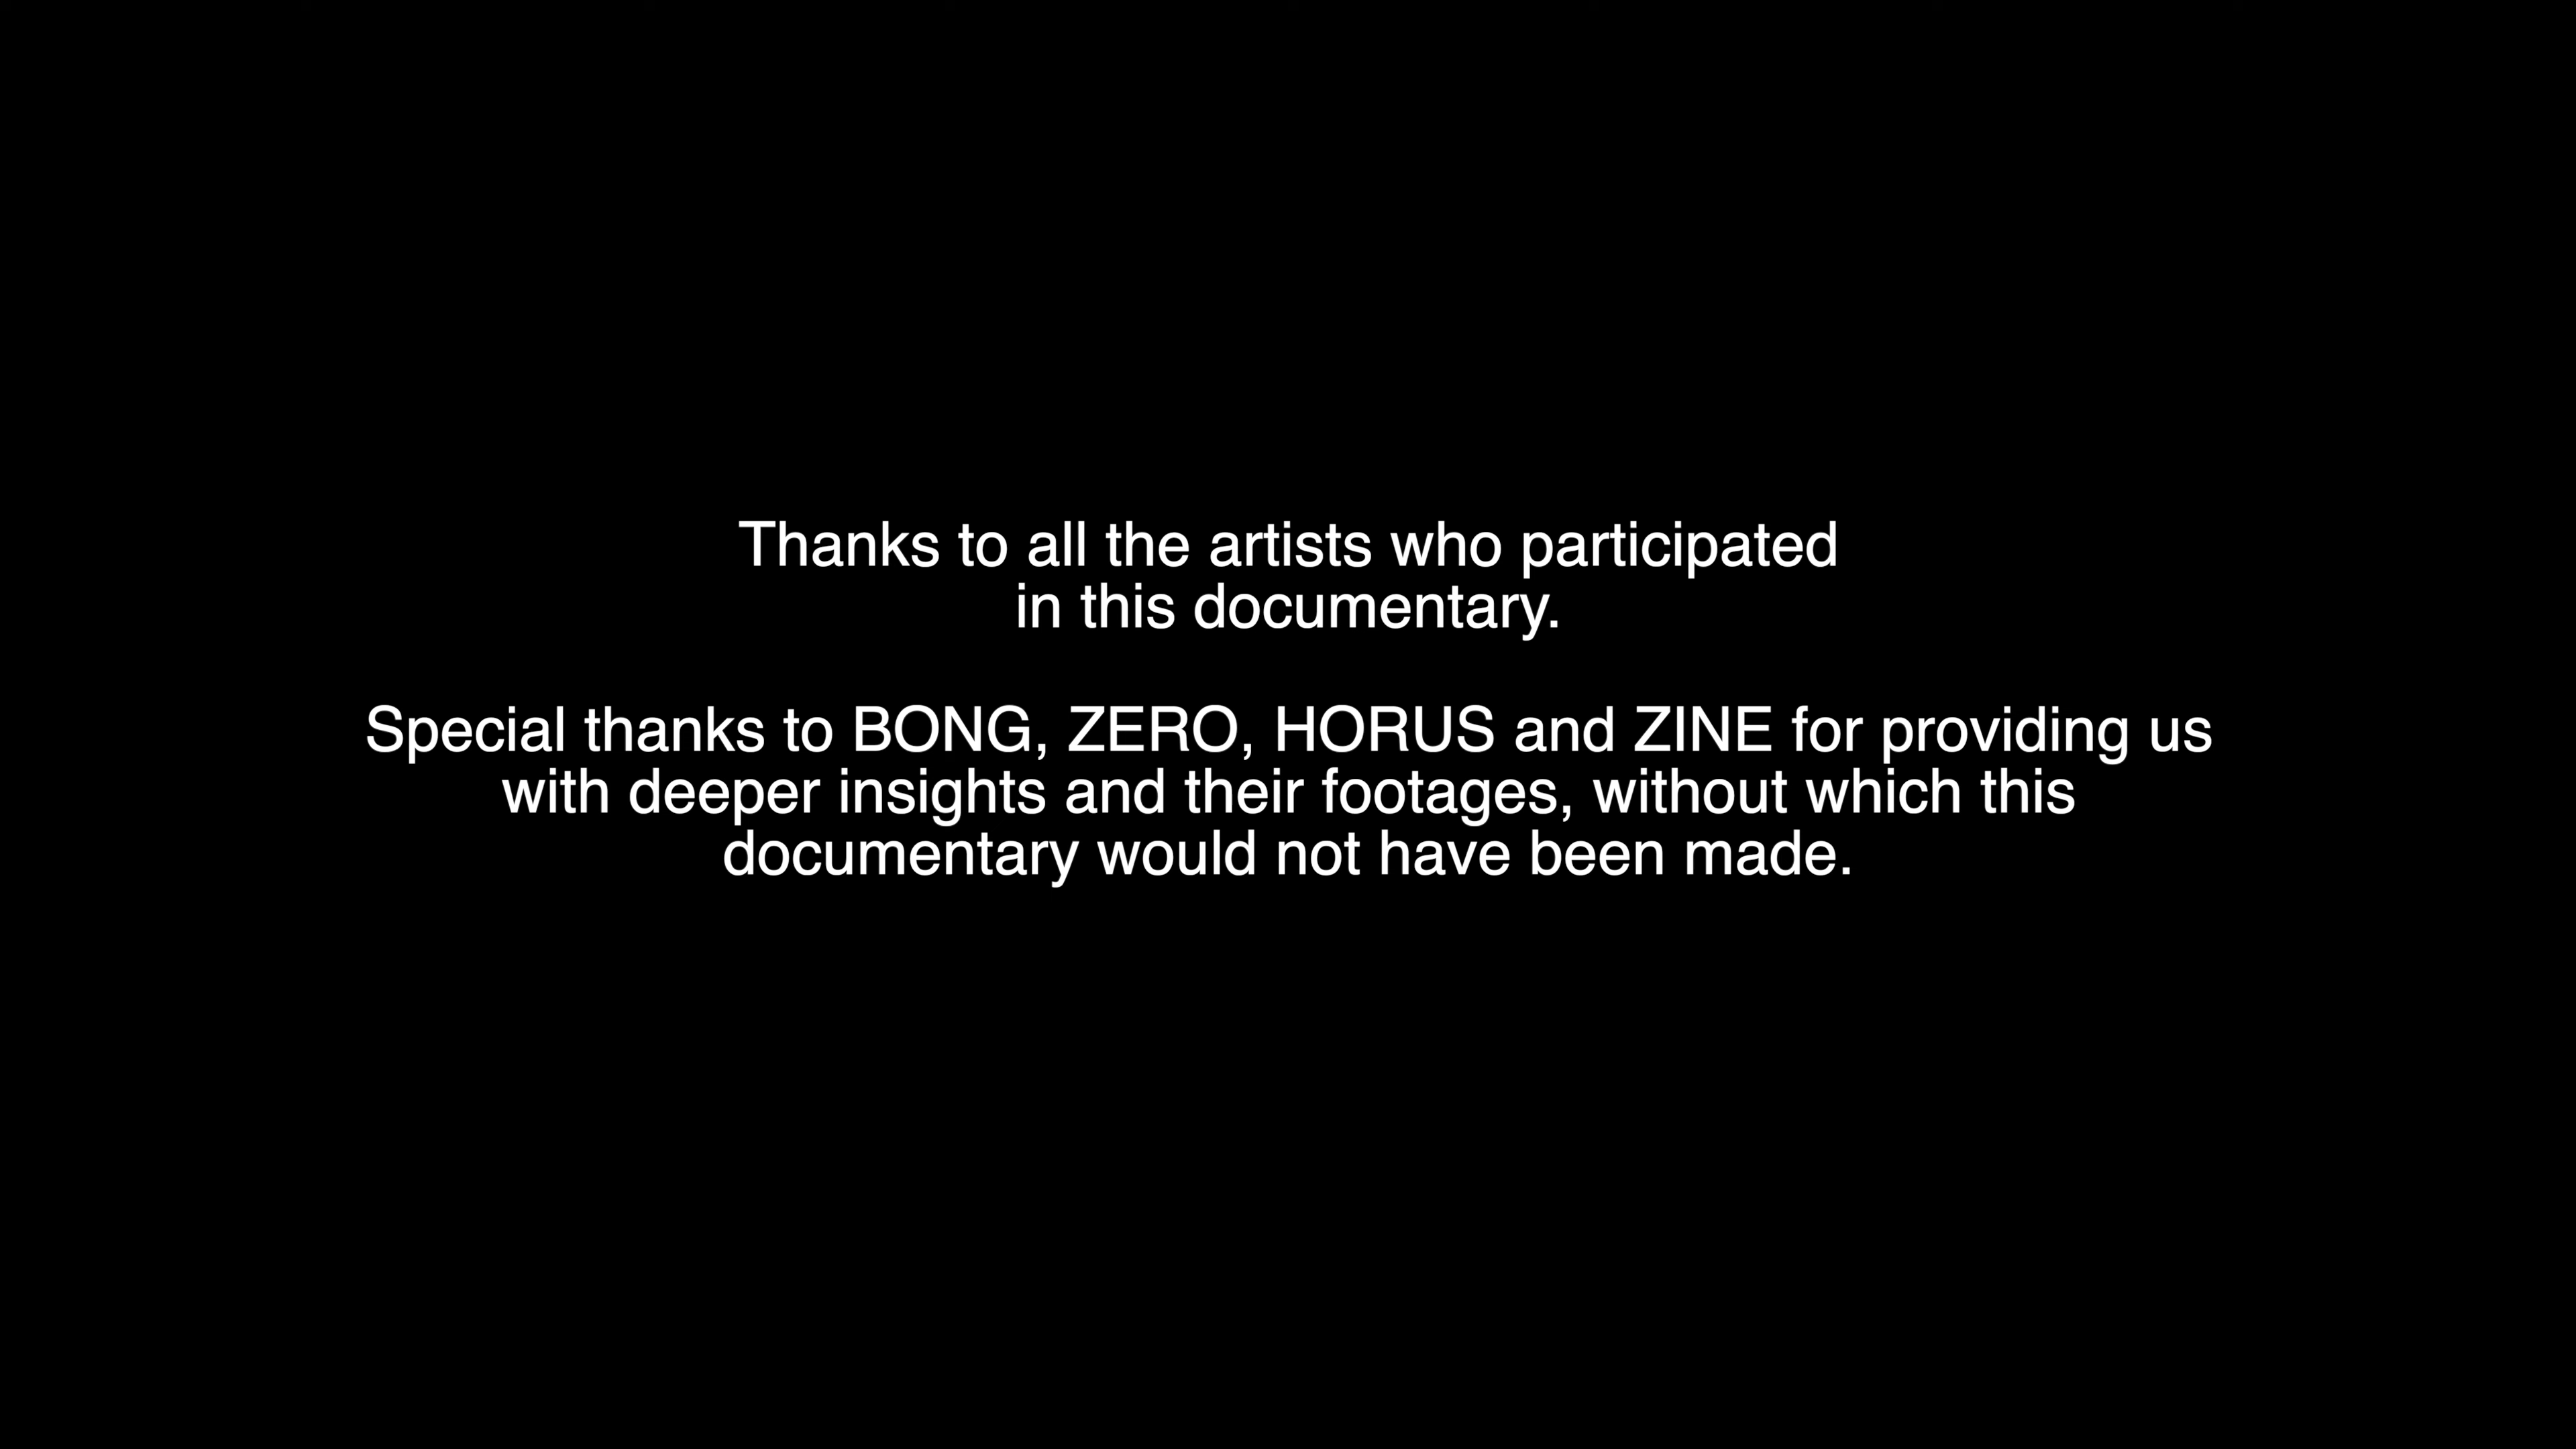 Thanks to all the artists who participated
in this documentary.
Special thanks to BONG, ZERO, HORUS and ZINE for providing us
with deeper insights and their footages, without which this
documentary would not have been made.